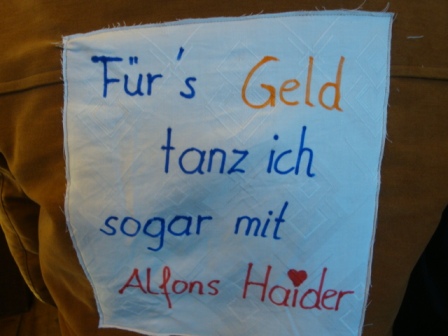 Für's Geld
tanz ich
sogar mit
Alfons Haider